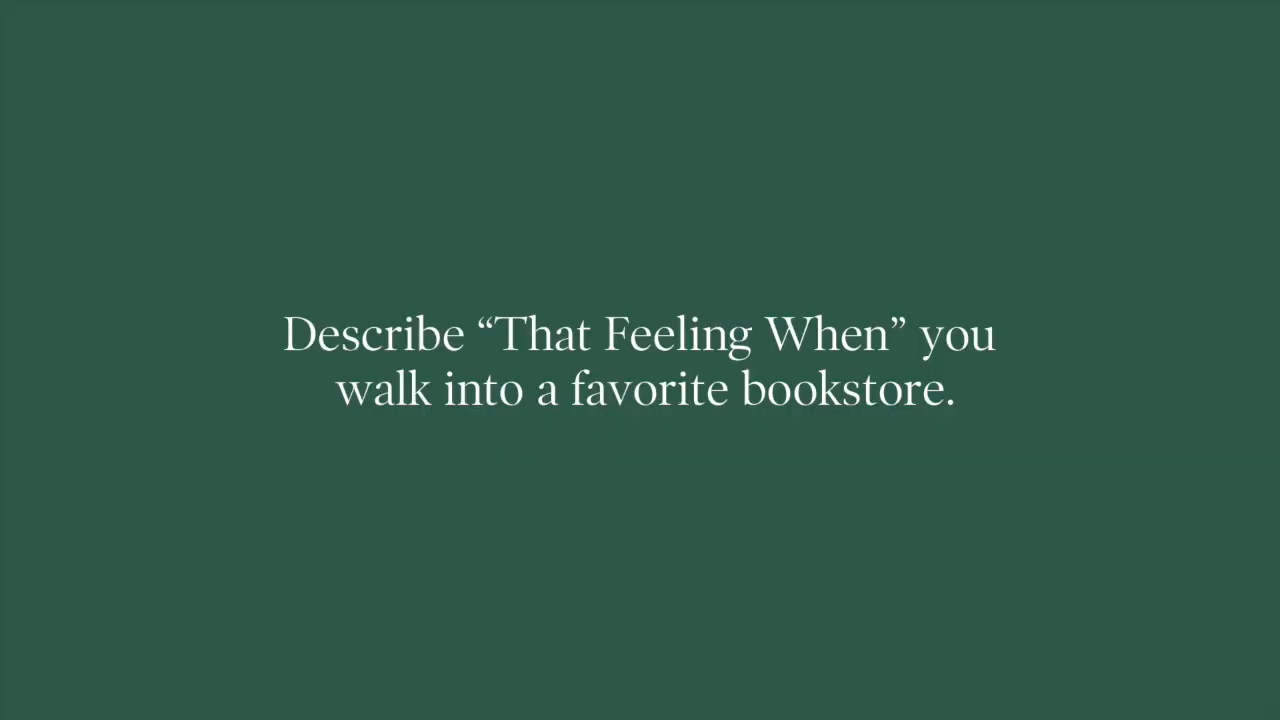 Describe “That Feeling When” you
walk into a favorite bookstore.